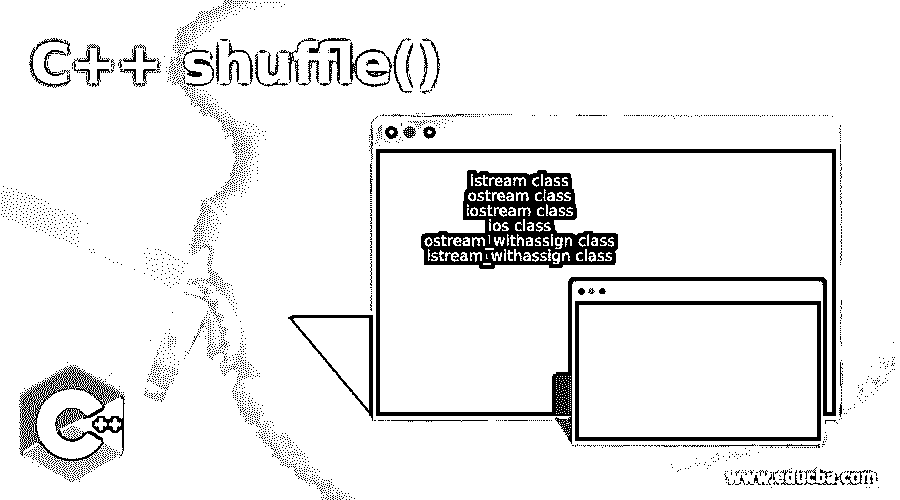 C++ shuffle()
istream class
ostream class
iostream class
ios class
ostream_withassign class
istream_withassign class
C++
www.educba.com